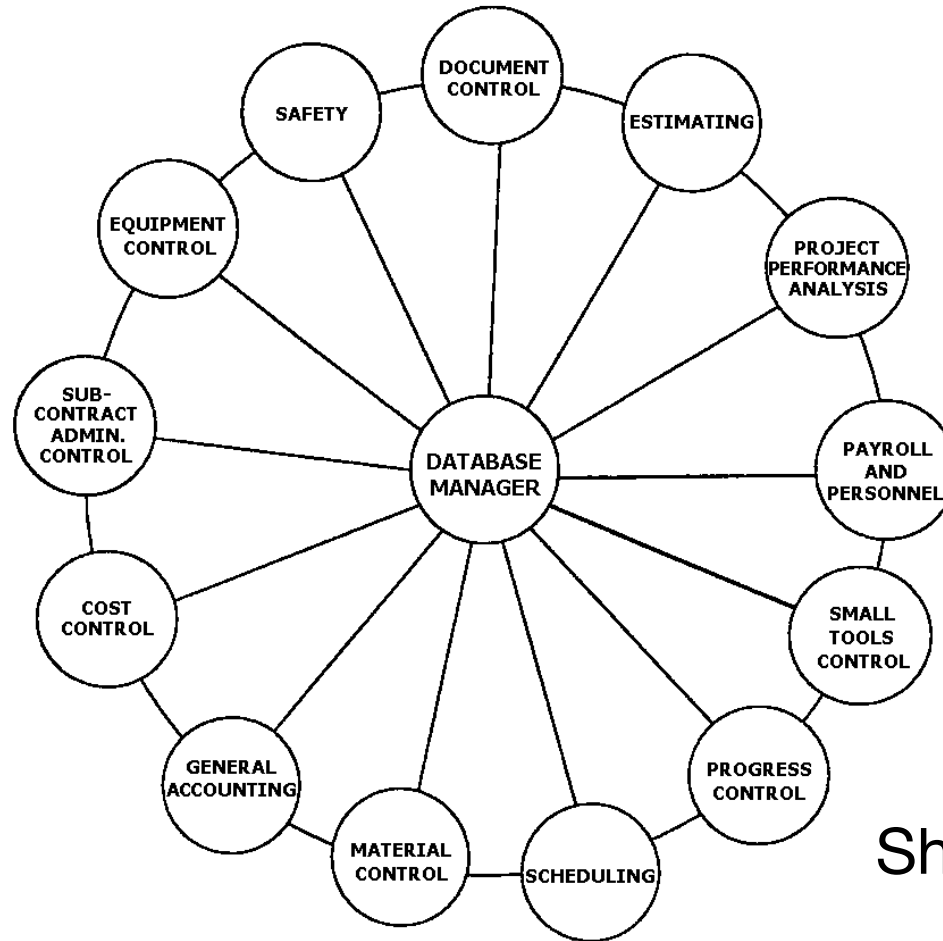 DOCUMENT
CONTROL
SAFETY
ESTIMATING
EQUIPMENT
CONTROL
PROJECT
PERFORMANCE
ANALYSIS
SUB-
CONTRACT
ADMIN.
CONTROL
DATABASE
MANAGER
PAYROLL
AND
PERSONNEL
COST
CONTROL
SMALL
TOOLS
CONTROL
GENERAL
ACCOUNTING
PROGRESS
CONTROL
MATERIAL
CONTROL
SCHEDULING
Sh